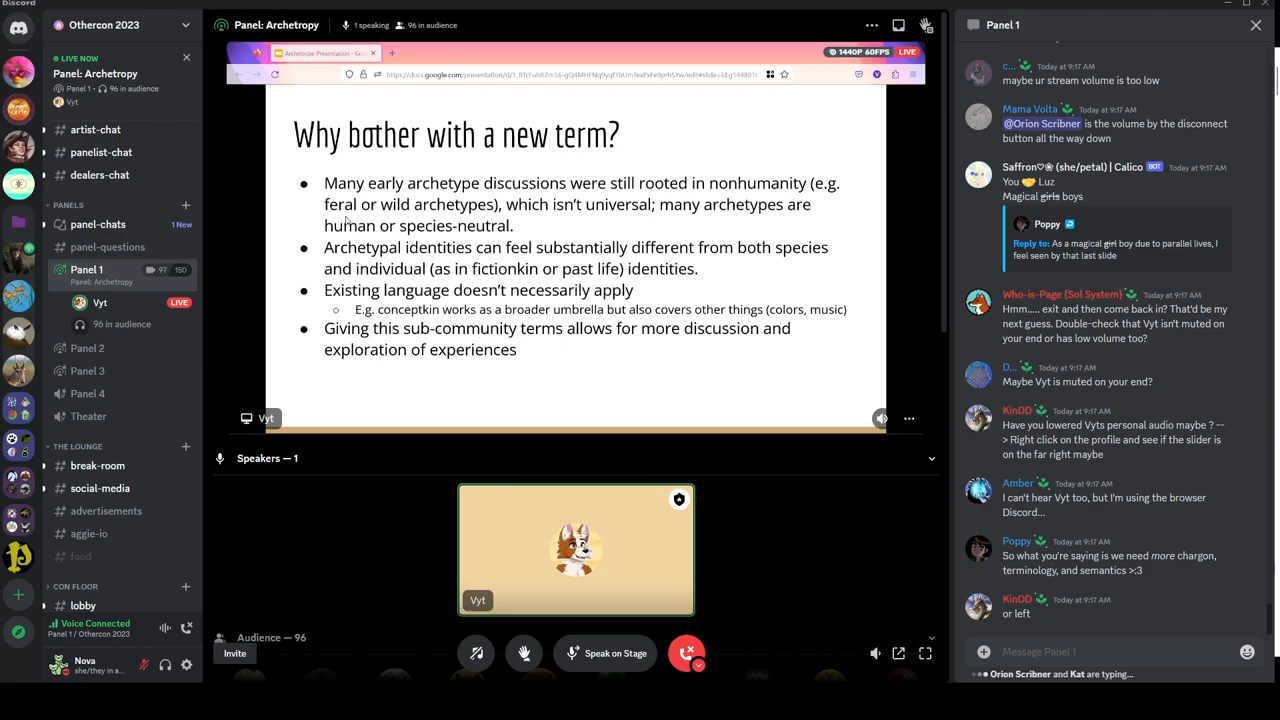 Discord
Othercon 2023
LIVE NOW
Panel: Archetropy
Panel 1 • 96 in audience
Vyt
artist-chat
panelist-chat
dealers-chat
PANELS
panel-chats
1 New
panel-questions
Panel 1
97 150
Panel: Archetropy
Vyt
LIVE
96 in audience
Panel 2
Panel 3
Panel 4
Theater
THE LOUNGE
break-room
social-media
advertisements
aggie-io
food
CON FLOOR
lobby
Voice Connected
Panel 1 / Othercon 2023
Nova
she/they in a...
Panel: Archetropy
1 speaking
96 in audience
Archetrope Presentation - Goo
1440P 60FPS
LIVE
Why bother with a new term?
● Many early archetype discussions were still rooted in nonhumanity (e.g.
feral or wild archetypes), which isn't universal; many archetypes are
human or species-neutral.
● Archetypal identities can feel substantially different from both species
and individual (as in fictionkin or past life) identities.
● Existing language doesn't necessarily apply
○ E.g. conceptkin works as a broader umbrella but also covers other things (colors, music)
● Giving this sub-community terms allows for more discussion and
exploration of experiences
Vyt
Speakers — 1
Vyt
Audience — 96
Invite
Speak on Stage
Panel 1
c... Today at 9:17 AM
maybe ur stream volume is too low
Mama Volta Today at 9:17 AM
@Orion Scribner is the volume by the disconnect
button all the way down
Saffron♡❀ (she/petal) | Calico BOT Today at 9:17 AM
You 🤝 Luz
Magical girls boys
Poppy
Reply to: As a magical girl boy due to parallel lives, I
feel seen by that last slide
Who-is-Page {Sol System} Today at 9:17 AM
Hmm..... exit and then come back in? That'd be my
next guess. Double-check that Vyt isn't muted on
your end or has low volume too?
D... Today at 9:17 AM
Maybe Vyt is muted on your end?
KinDD Today at 9:17 AM
Have you lowered Vyts personal audio maybe ? --
> Right click on the profile and see if the slider is
on the far right maybe
Amber Today at 9:17 AM
I can't hear Vyt too, but I'm using the browser
Discord...
Poppy Today at 9:17 AM
So what you're saying is we need more chargon,
terminology, and semantics >:3
KinDD Today at 9:17 AM
or left
Message Panel 1
Orion Scribner and Kat are typing...